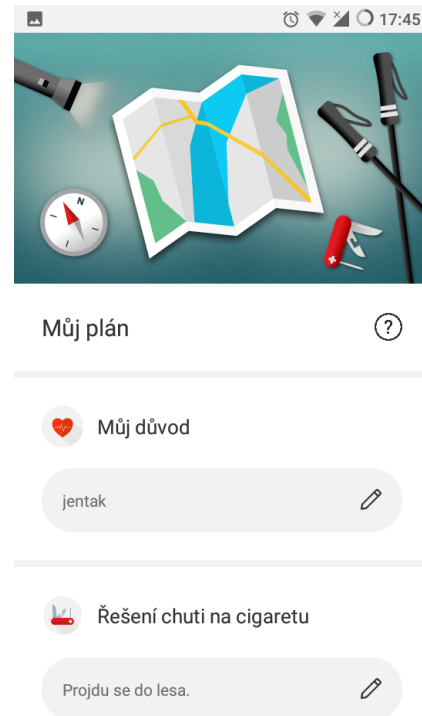 17:45
N
Můj plán
?
Můj důvod
jentak
Řešení chuti na cigaretu
Projdu se do lesa.